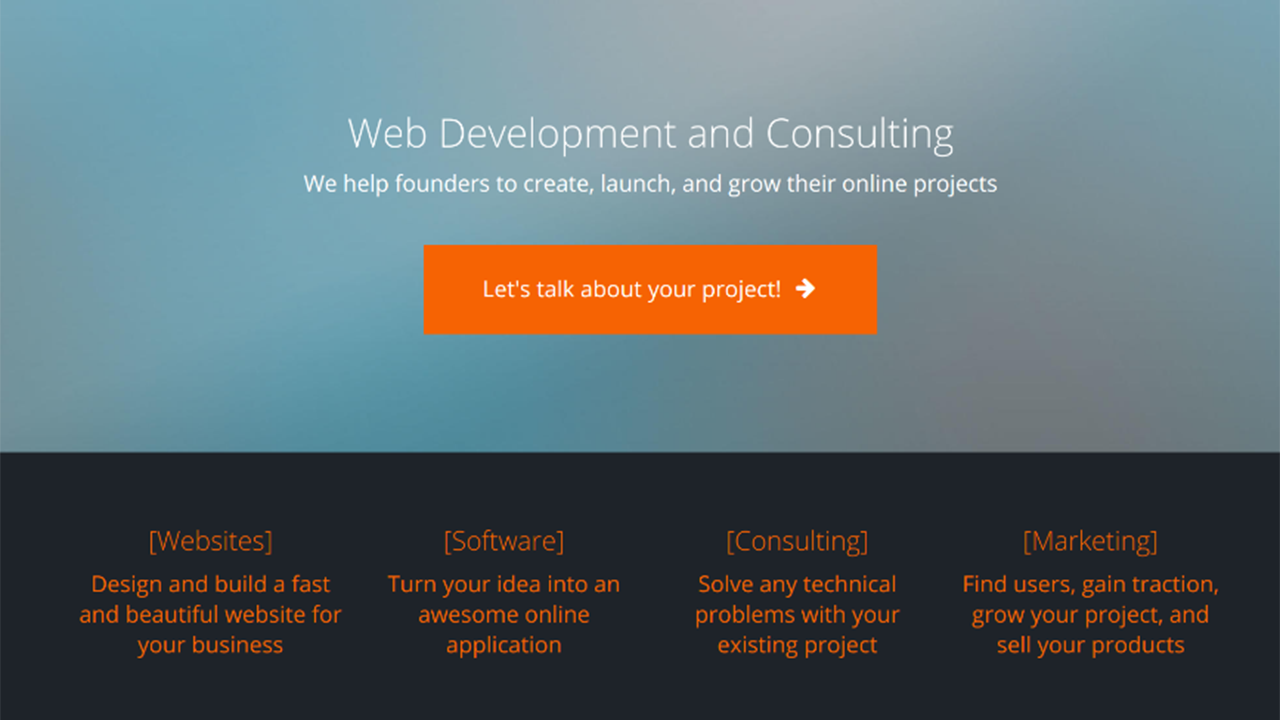 Web Development and Consulting
We help founders to create, launch, and grow their online projects
Let's talk about your project!
[Websites]
Design and build a fast
and beautiful website for
your business
[Software]
Turn your idea into an
awesome online
application
[Consulting]
Solve any technical
problems with your
existing project
[Marketing]
Find users, gain traction,
grow your project, and
sell your products